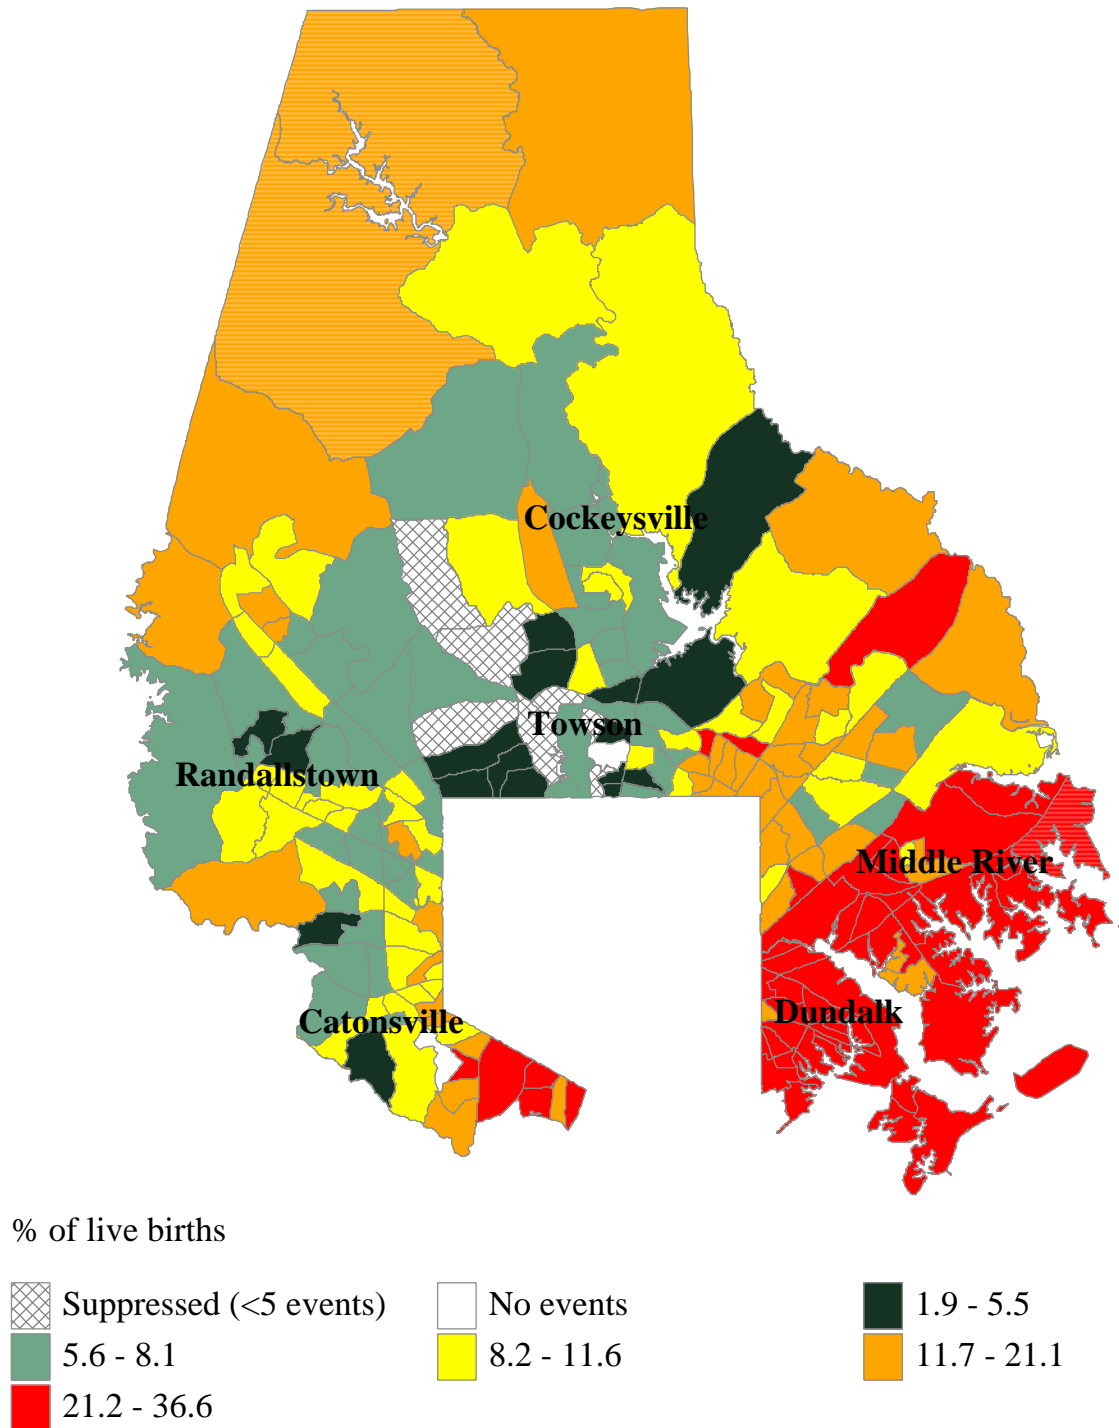 Cockeysville
Towson
Randallstown
Middle River
Dundalk
Catonsville
% of live births
Suppressed (<5 events)
No events
1.9 - 5.5
5.6 - 8.1
8.2 - 11.6
11.7 - 21.1
21.2 - 36.6